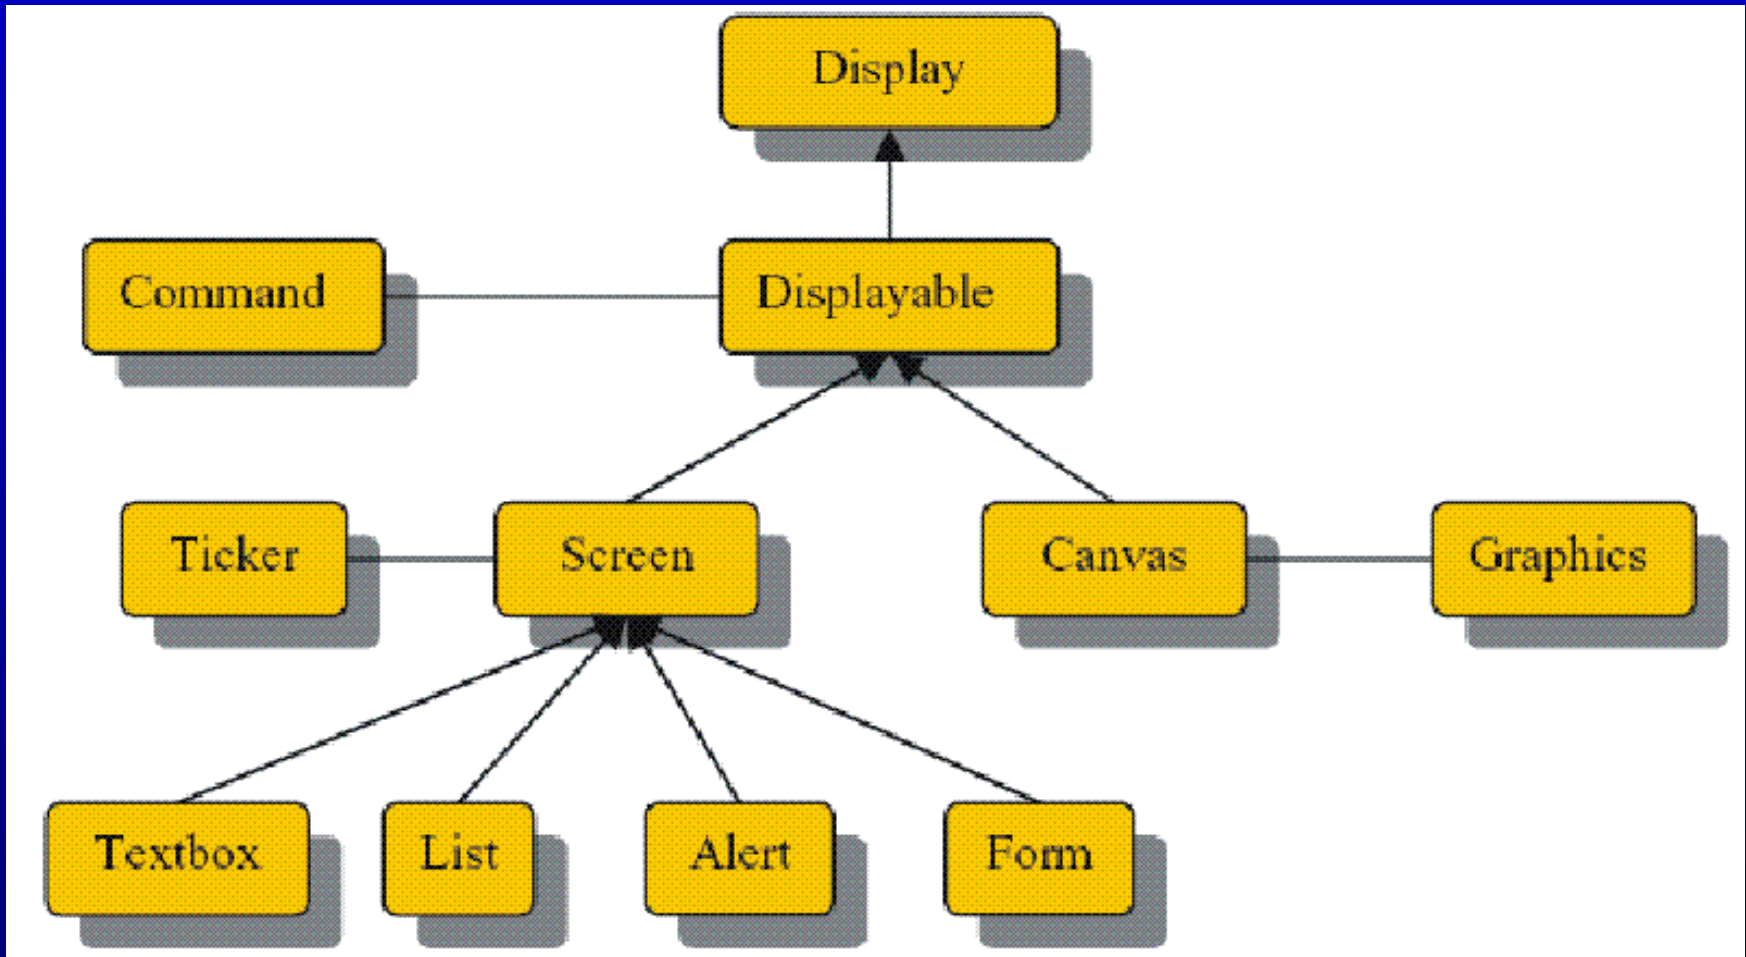 Display
Command
Displayable
Ticker
Screen
Canvas
Graphics
Textbox
List
Alert
Form